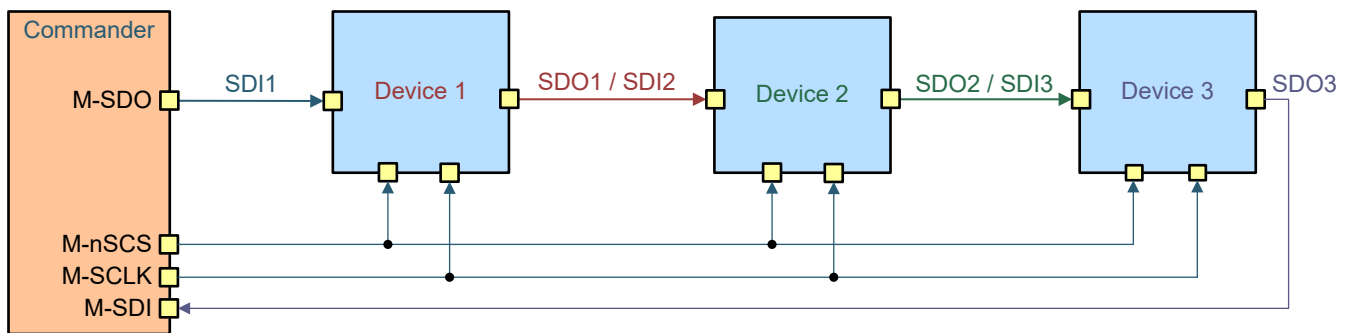 Commander
M-SDO
SDI1
Device 1
SDO1 / SDI2
Device 2
SDO2 / SDI3
Device 3
SDO3
M-nSCS
M-SCLK
M-SDI